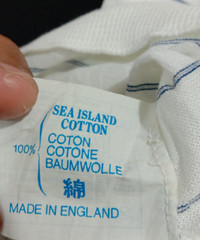 SEA ISLAND
COTTON
100%
COTON
COTONE
BAUMWOLLE
綿
MADE IN ENGLAND